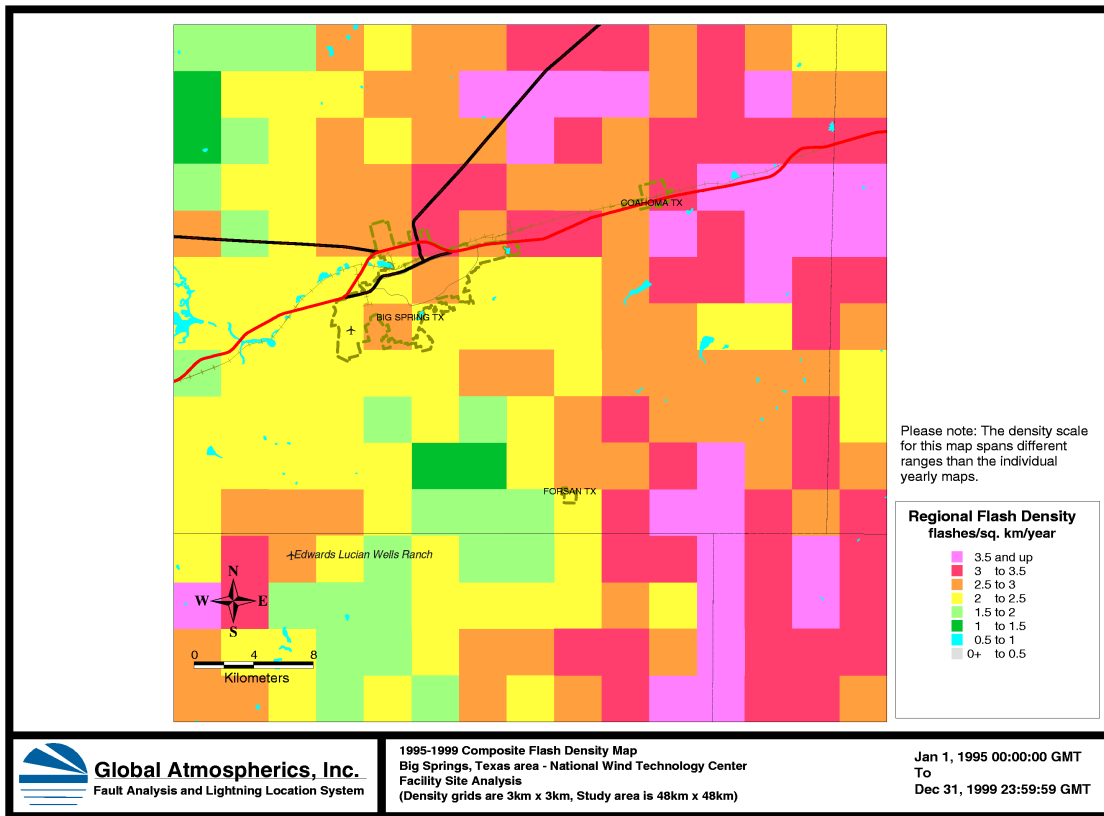 COAHOMA TX
BIG SPRING TX
FORSAN TX
Edwards Lucian Wells Ranch
N
W E
S
0 4 8
Kilometers
Please note: The density scale
for this map spans different
ranges than the individual
yearly maps.
Regional Flash Density
flashes/sq. km/year
3.5 and up
3 to 3.5
2.5 to 3
2 to 2.5
1.5 to 2
1 to 1.5
0.5 to 1
0+ to 0.5
Global Atmospherics, Inc.
Fault Analysis and Lightning Location System
1995-1999 Composite Flash Density Map
Big Springs, Texas area - National Wind Technology Center
Facility Site Analysis
(Density grids are 3km x 3km, Study area is 48km x 48km)
Jan 1, 1995 00:00:00 GMT
To
Dec 31, 1999 23:59:59 GMT